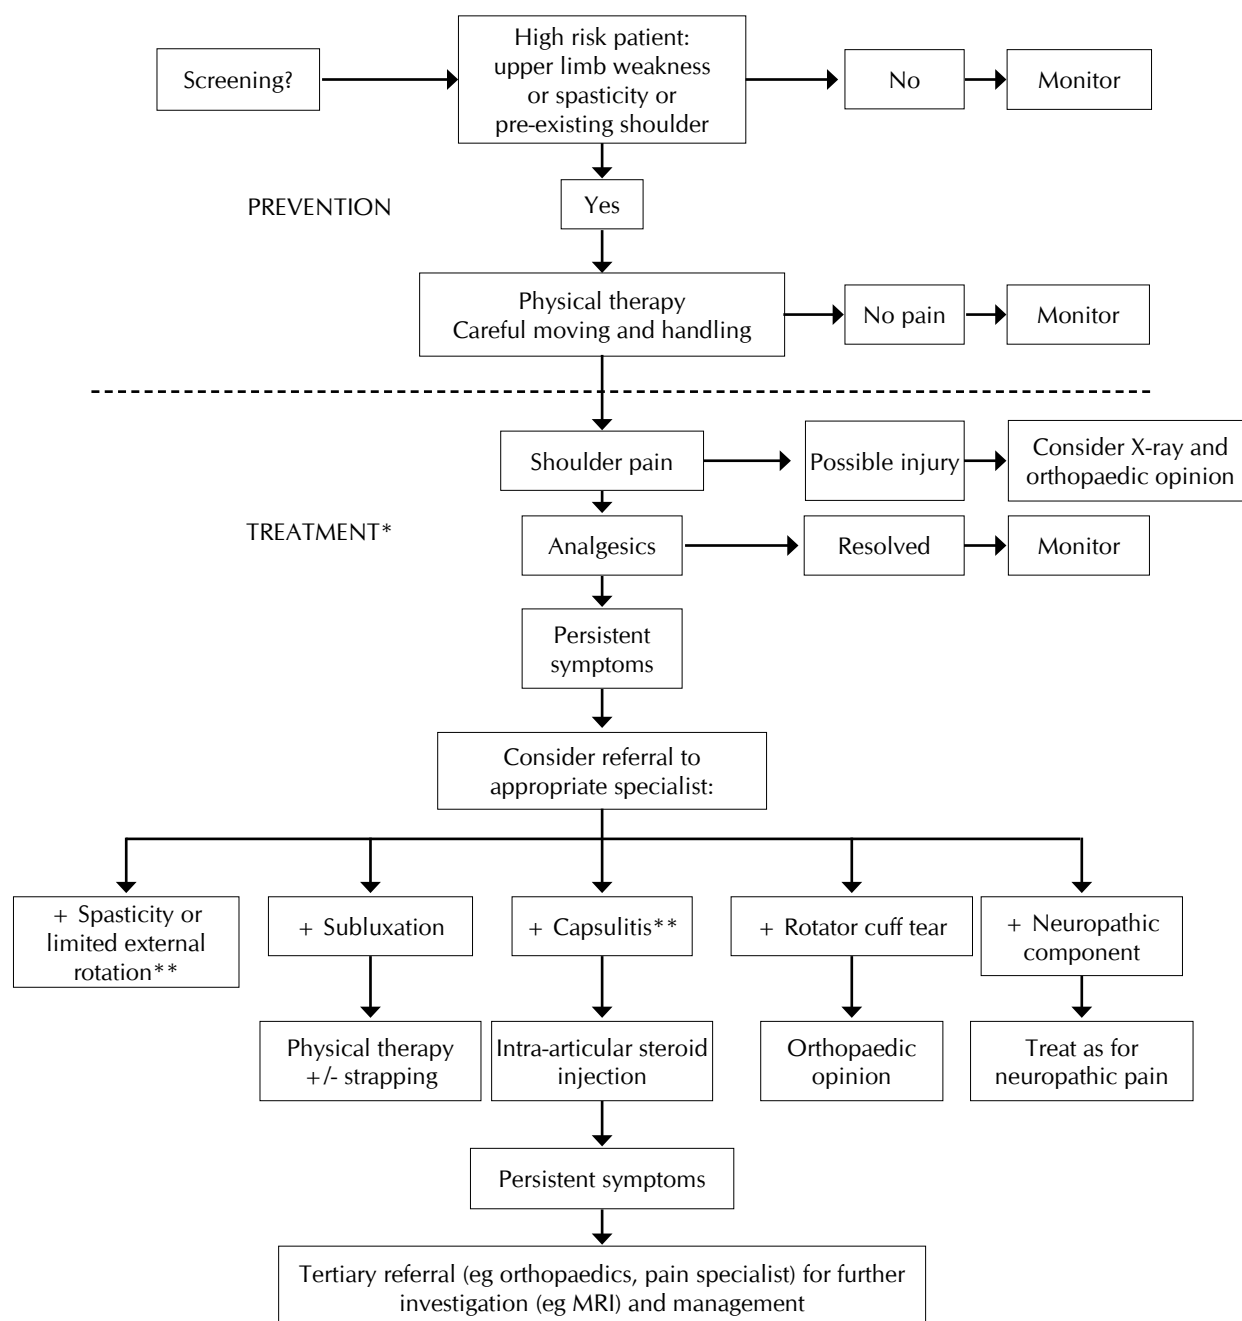 Screening?
High risk patient:
upper limb weakness
or spasticity or
pre-existing shoulder
No
Monitor
PREVENTION
Yes
Physical therapy
Careful moving and handling
No pain
Monitor
Shoulder pain
Possible injury
Consider X-ray and
orthopaedic opinion
TREATMENT*
Analgesics
Resolved
Monitor
Persistent
symptoms
Consider referral to
appropriate specialist:
+ Spasticity or
limited external
rotation**
+ Subluxation
+ Capsulitis**
+ Rotator cuff tear
+ Neuropathic
component
Physical therapy
+/- strapping
Intra-articular steroid
injection
Orthopaedic
opinion
Treat as for
neuropathic pain
Persistent symptoms
Tertiary referral (eg orthopaedics, pain specialist) for further
investigation (eg MRI) and management